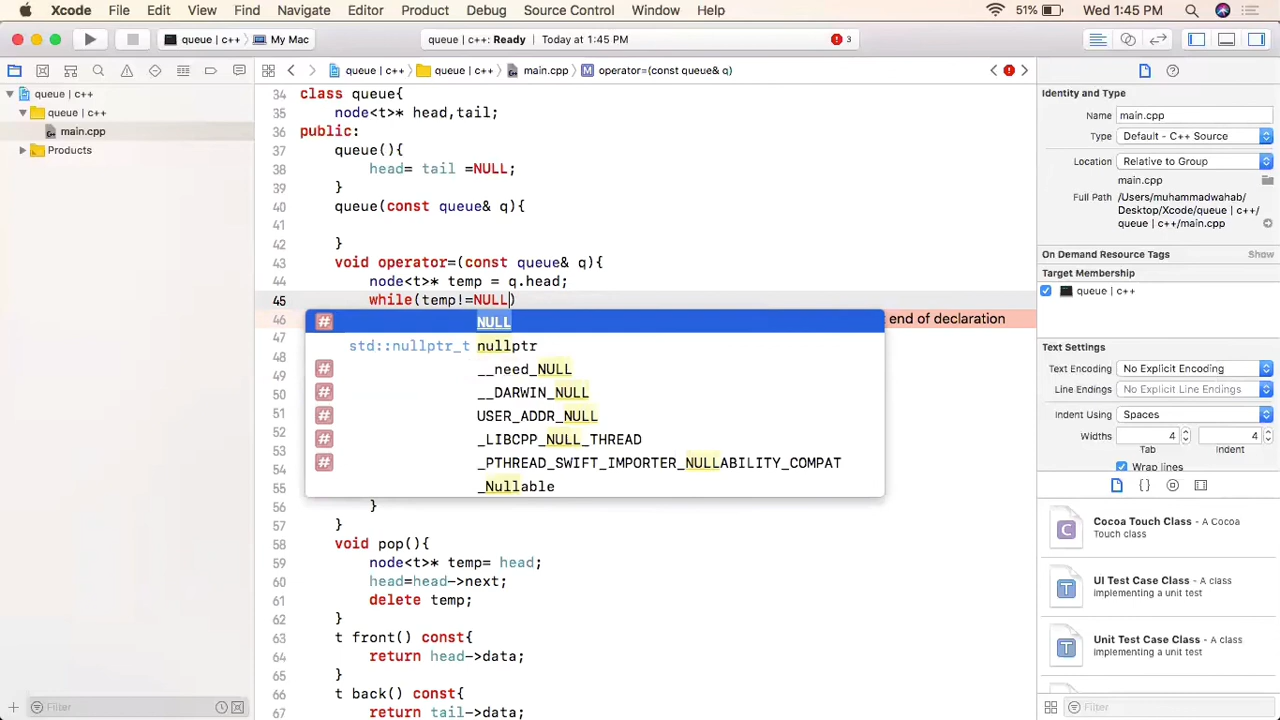 Xcode File Edit View Find Navigate Editor Product Debug Source Control Window Help 51% Wed 1:45 PM
queue | c++ My Mac queue | c++: Ready Today at 1:45 PM 3
queue | c++ queue | c++ main.cpp M operator=(const queue& q)
queue | c++
queue | c++
main.cpp
Products
Filter
34 class queue{
35 node<t>* head,tail;
36 public:
37 queue(){
38 head= tail =NULL;
39 }
40 queue(const queue& q){
41
42 }
43 void operator=(const queue& q){
44 node<t>* temp = q.head;
45 while(temp!=NULL)
46 end of declaration
# NULL
std::nullptr_t nullptr
# __need_NULL
# __DARWIN_NULL
# USER_ADDR_NULL
# _LIBCPP_NULL_THREAD
# _PTHREAD_SWIFT_IMPORTER_NULLABILITY_COMPAT
_Nullable
47
48
49
50
51
52
53
54
55
56 }
57 }
58 void pop(){
59 node<t>* temp= head;
60 head=head->next;
61 delete temp;
62 }
63 t front() const{
64 return head->data;
65 }
66 t back() const{
67 return tail->data;
Identity and Type
Name main.cpp
Type Default - C++ Source
Location Relative to Group
main.cpp
Full Path /Users/muhammadwahab/
Desktop/Xcode/queue | c++/
queue | c++/main.cpp
On Demand Resource Tags Show
Target Membership
queue | c++
Text Settings
Text Encoding No Explicit Encoding
Line Endings No Explicit Line Endings
Indent Using Spaces
Widths 4 4
Tab Indent
Wrap lines
{ }
C Cocoa Touch Class - A Cocoa
Touch class
T UI Test Case Class - A class
implementing a unit test
T Unit Test Case Class - A class
implementing a unit test
Filter